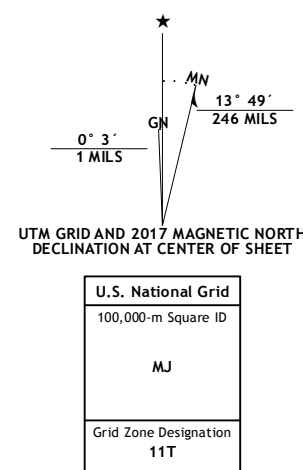 ★
MN
GN
13° 49´
246 MILS
0° 3´
1 MILS
UTM GRID AND 2017 MAGNETIC NORTH
DECLINATION AT CENTER OF SHEET
U.S. National Grid
100,000-m Square ID
MJ
Grid Zone Designation
11T